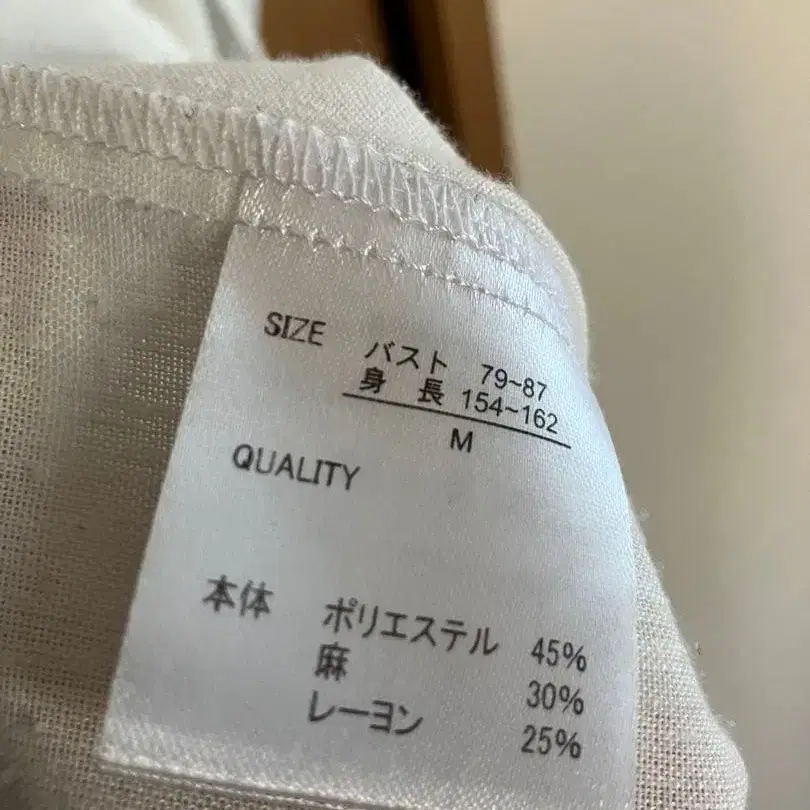 SIZE バスト 79~87
身 長 154~162
M
QUALITY
本体 ポリエステル 45%
麻 30%
レーヨン 25%